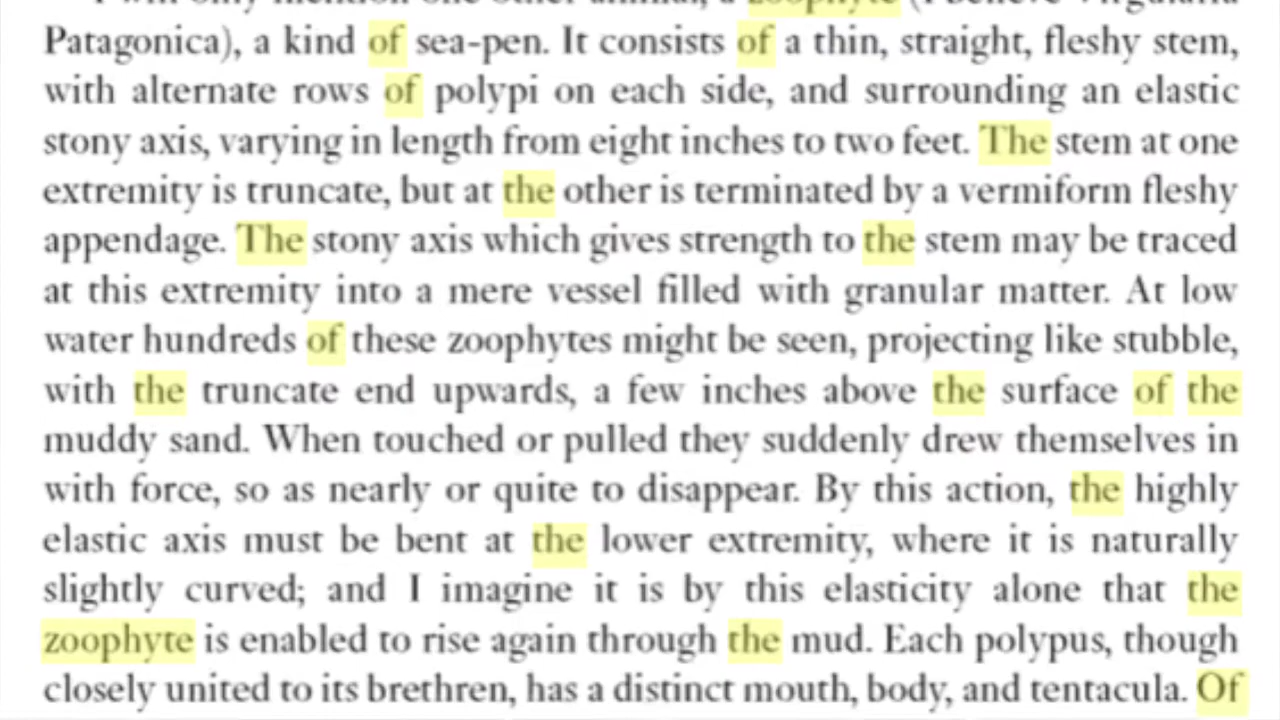 zoophyte
Patagonica), a kind of sea-pen. It consists of a thin, straight, fleshy stem,
with alternate rows of polypi on each side, and surrounding an elastic
stony axis, varying in length from eight inches to two feet. The stem at one
extremity is truncate, but at the other is terminated by a vermiform fleshy
appendage. The stony axis which gives strength to the stem may be traced
at this extremity into a mere vessel filled with granular matter. At low
water hundreds of these zoophytes might be seen, projecting like stubble,
with the truncate end upwards, a few inches above the surface of the
muddy sand. When touched or pulled they suddenly drew themselves in
with force, so as nearly or quite to disappear. By this action, the highly
elastic axis must be bent at the lower extremity, where it is naturally
slightly curved; and I imagine it is by this elasticity alone that the
zoophyte is enabled to rise again through the mud. Each polypus, though
closely united to its brethren, has a distinct mouth, body, and tentacula. Of